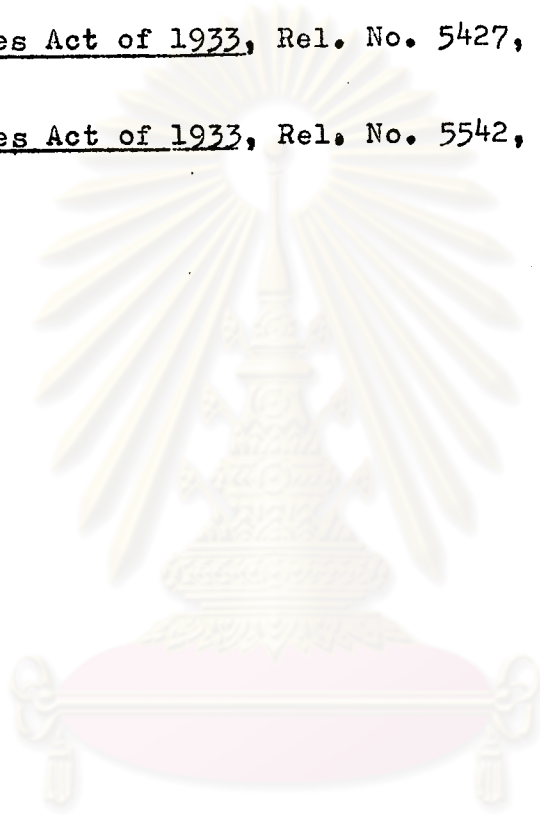 es Act of 1933, Rel. No. 5427,
es Act of 1933, Rel. No. 5542,